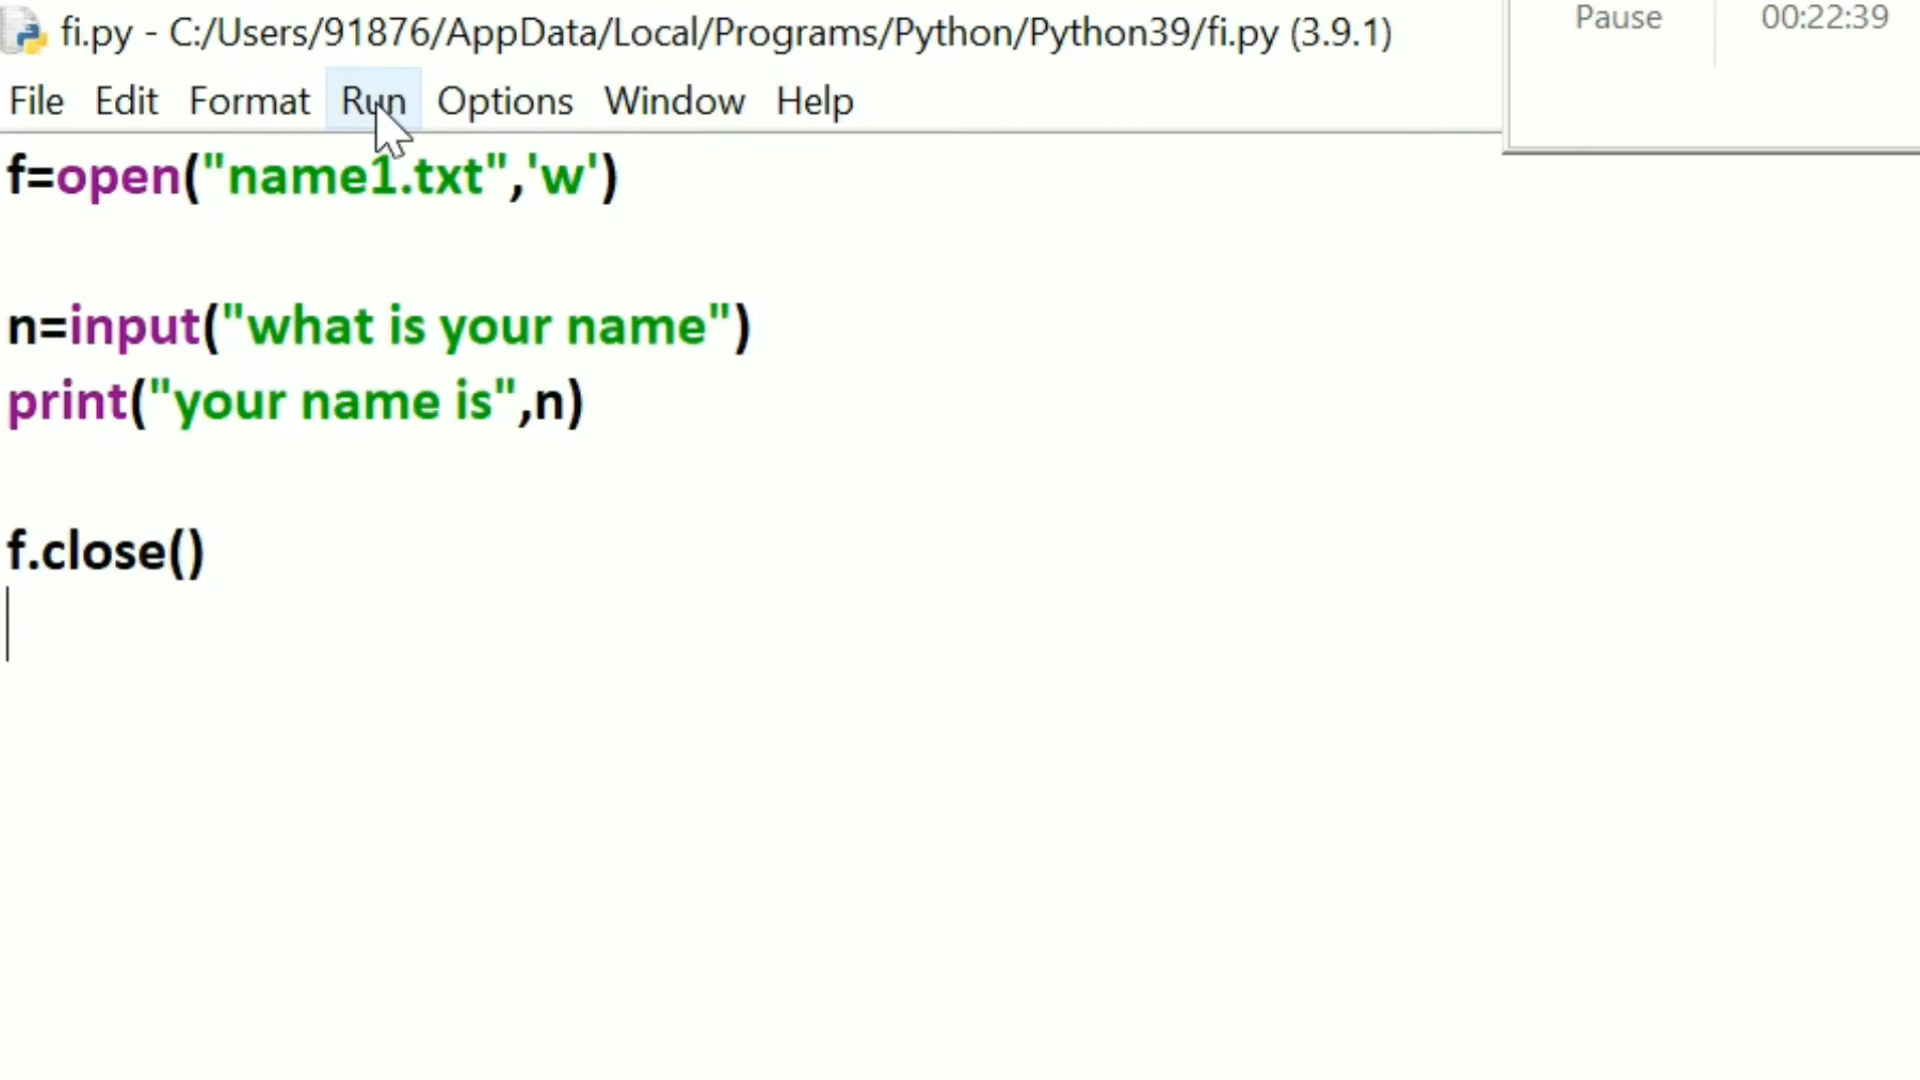 fi.py - C:/Users/91876/AppData/Local/Programs/Python/Python39/fi.py (3.9.1)
Pause 00:22:39
File Edit Format Run Options Window Help
f=open("name1.txt",'w')
n=input("what is your name")
print("your name is",n)
f.close()